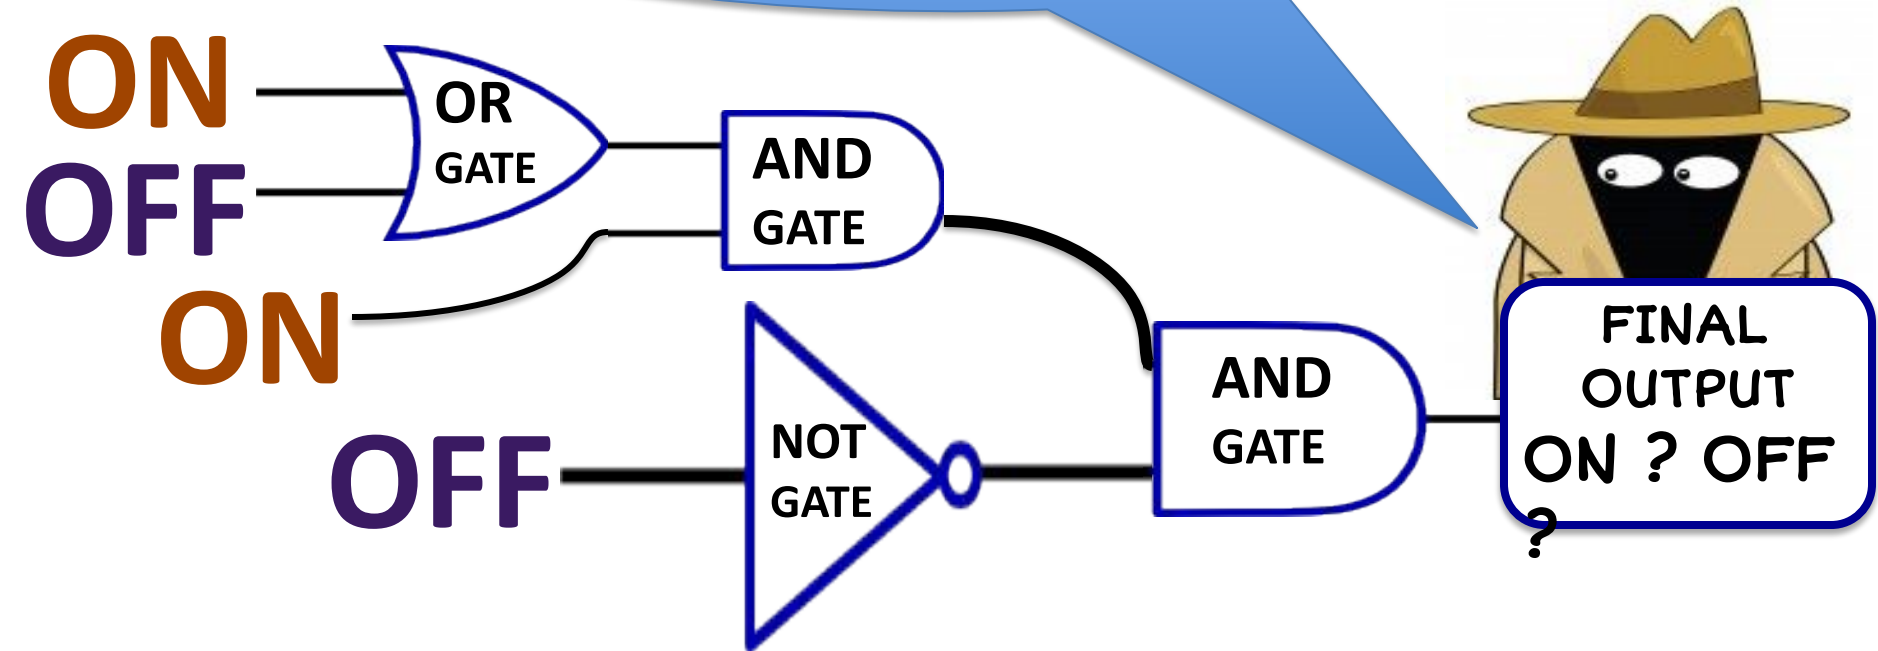 ON
OFF
ON
OFF
OR
GATE
AND
GATE
NOT
GATE
AND
GATE
FINAL
OUTPUT
ON ? OFF
?